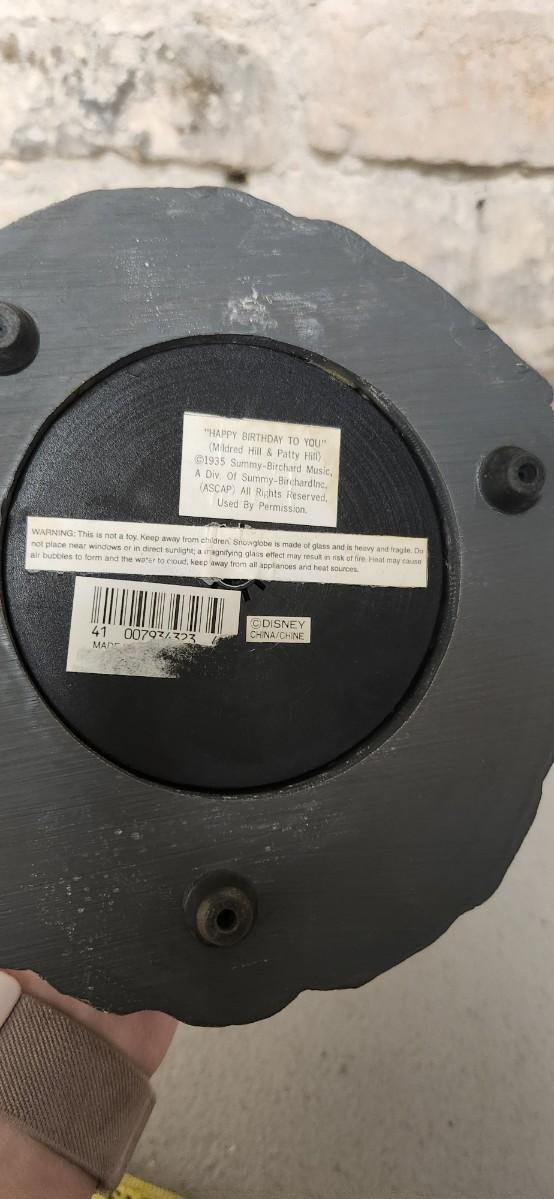 "HAPPY BIRTHDAY TO YOU"
(Mildred Hill & Patty Hill)
©1935 Summy-Birchard Music,
A Div. Of Summy-BirchardInc,
(ASCAP) All Rights Reserved.
Used By Permission.
WARNING: This is not a toy. Keep away from children. Snowglobe is made of glass and is heavy and fragile. Do
not place near windows or in direct sunlight; a magnifying glass effect may result in risk of fire. Heat may cause
air bubbles to form and the water to cloud, keep away from all appliances and heat sources.
41 007934323
MADE
©DISNEY
CHINA/CHINE